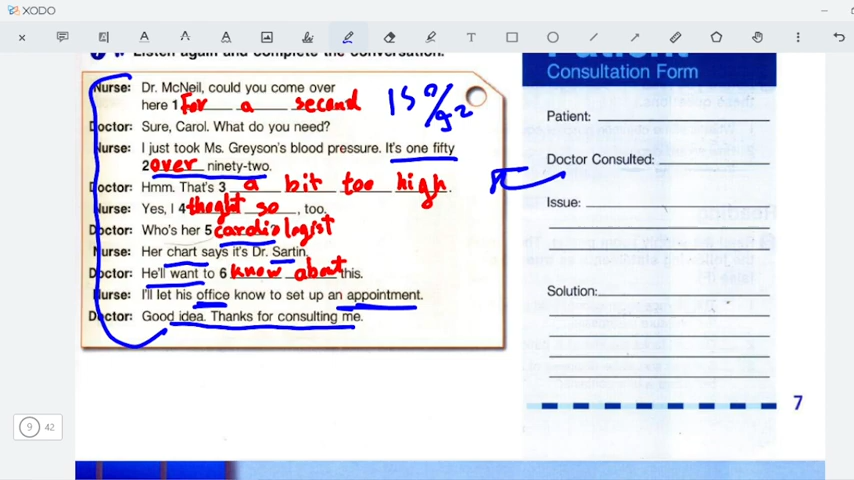 XODO
Listen again and complete the conversation.
Nurse: Dr. McNeil, could you come over
here 1 For a second
150/92
Doctor: Sure, Carol. What do you need?
Nurse: I just took Ms. Greyson's blood pressure. It's one fifty
2 over ninety-two.
Doctor: Hmm. That's 3 a bit too high.
Nurse: Yes, I 4 thoght so, too.
Doctor: Who's her 5 cardiologist
Nurse: Her chart says it's Dr. Sartin.
Doctor: He'll want to 6 know about this.
Nurse: I'll let his office know to set up an appointment.
Doctor: Good idea. Thanks for consulting me.
Patient
Consultation Form
Patient:
Doctor Consulted:
Issue:
Solution:
7
9 42